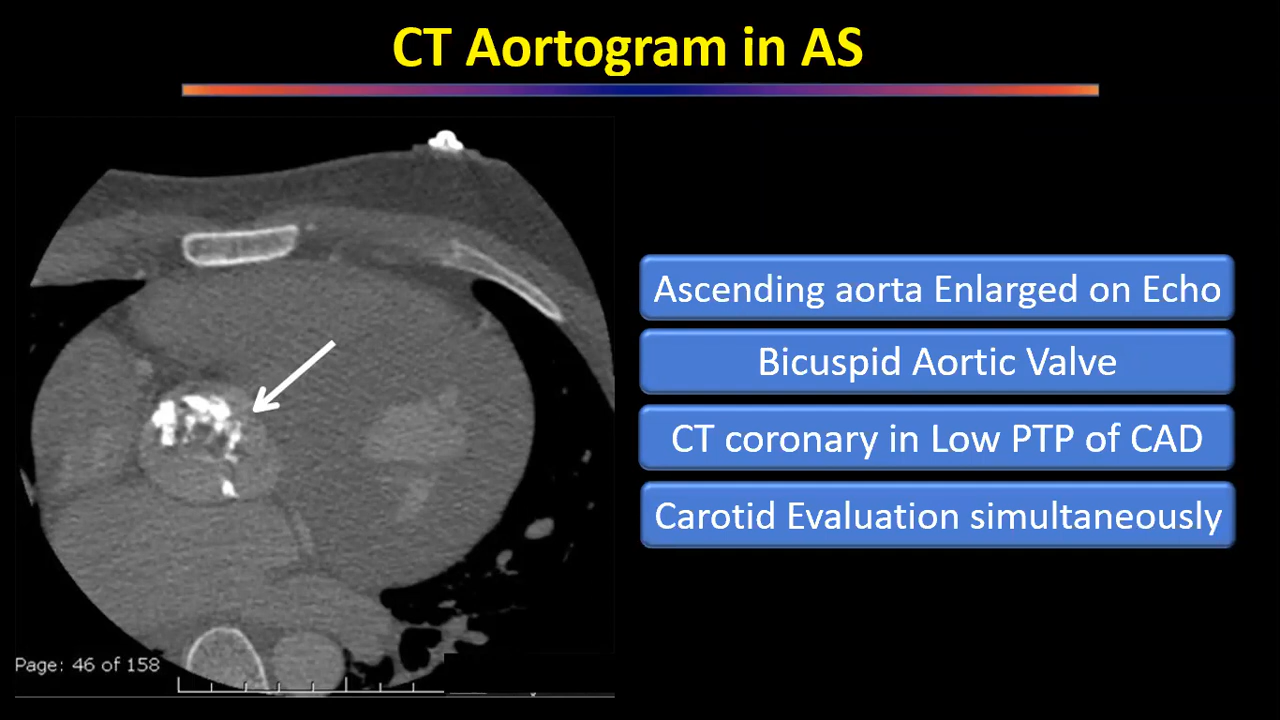 CT Aortogram in AS
Ascending aorta Enlarged on Echo
Bicuspid Aortic Valve
CT coronary in Low PTP of CAD
Carotid Evaluation simultaneously
Page: 46 of 158